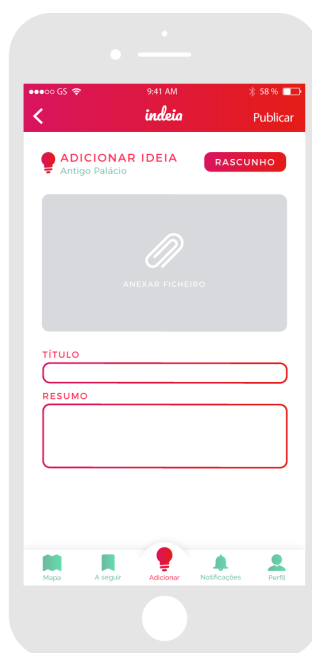 GS 9:41 AM 58 %
indeia Publicar
ADICIONAR IDEIA
Antigo Palácio
RASCUNHO
ANEXAR FICHEIRO
TÍTULO
RESUMO
Mapa A seguir Adicionar Notificações Perfil